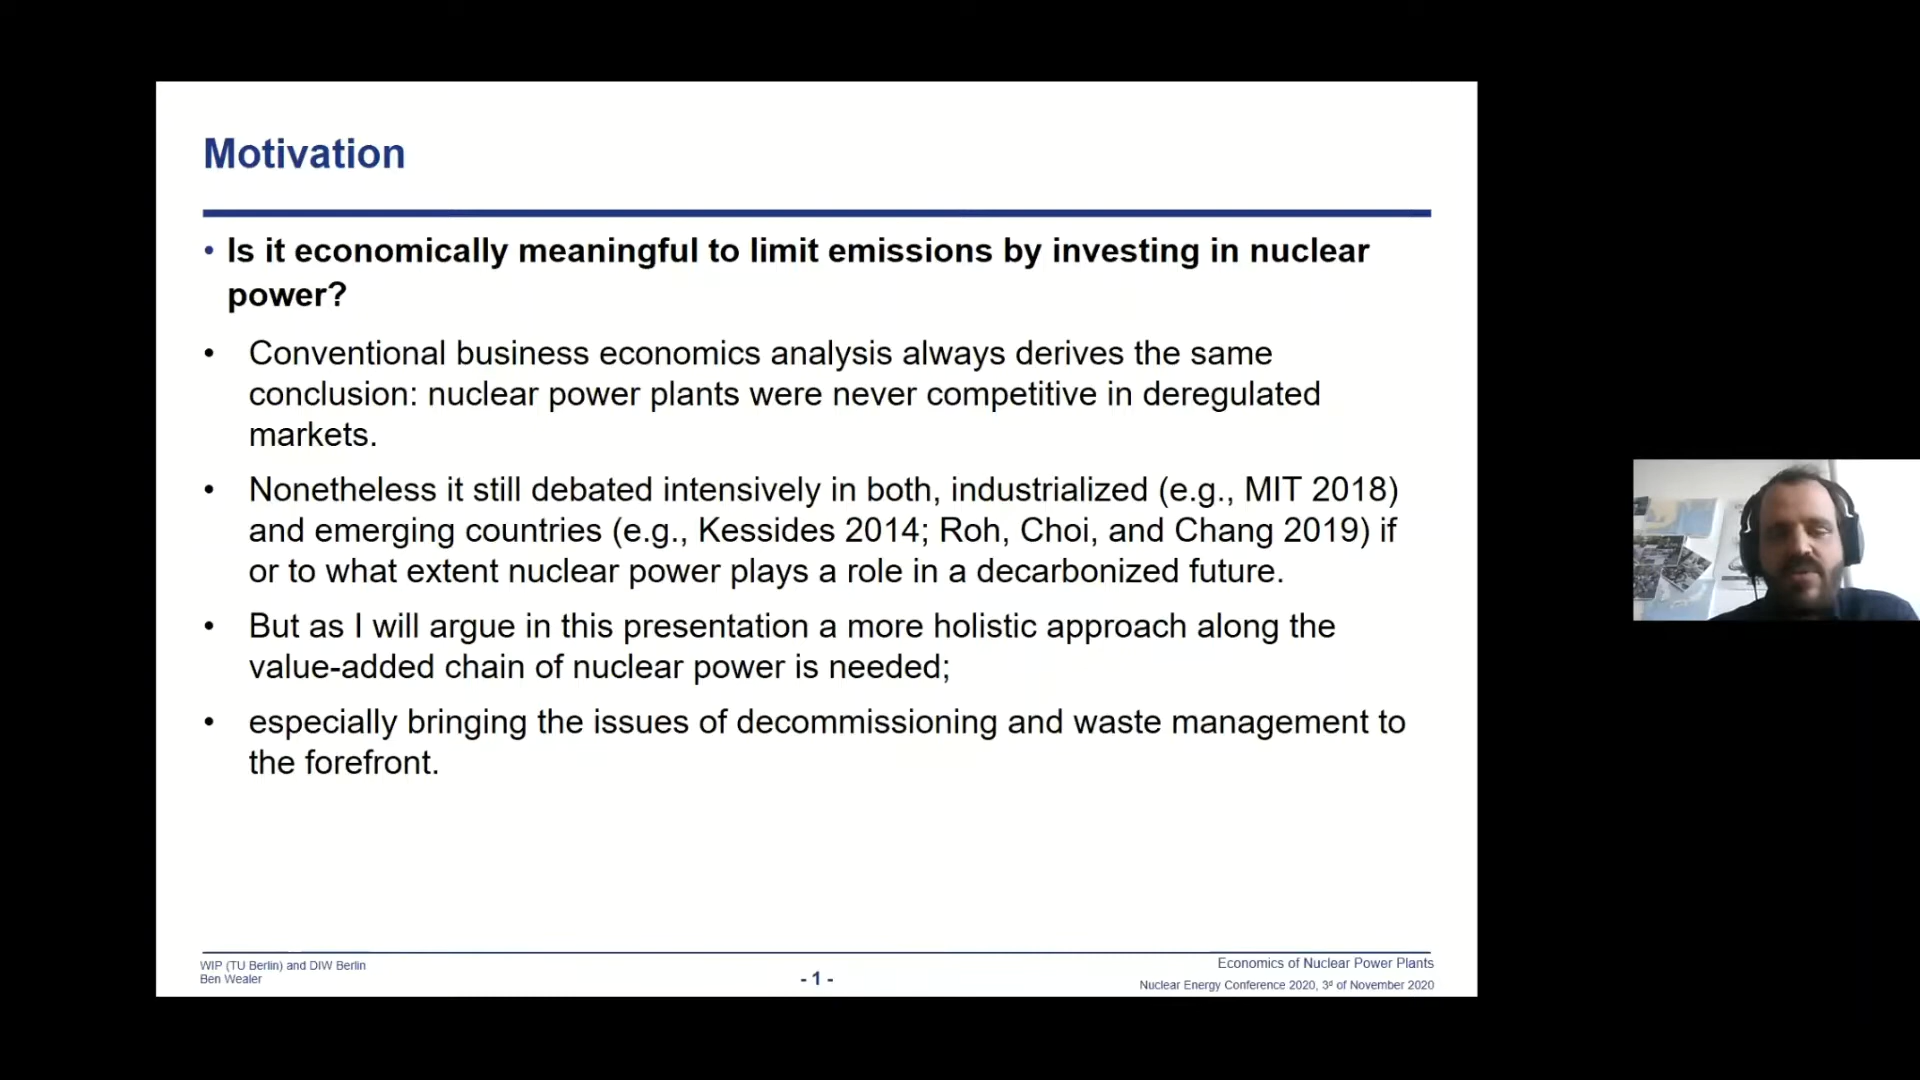 Motivation
• Is it economically meaningful to limit emissions by investing in nuclear
power?
• Conventional business economics analysis always derives the same
conclusion: nuclear power plants were never competitive in deregulated
markets.
• Nonetheless it still debated intensively in both, industrialized (e.g., MIT 2018)
and emerging countries (e.g., Kessides 2014; Roh, Choi, and Chang 2019) if
or to what extent nuclear power plays a role in a decarbonized future.
• But as I will argue in this presentation a more holistic approach along the
value-added chain of nuclear power is needed;
• especially bringing the issues of decommissioning and waste management to
the forefront.
WIP (TU Berlin) and DIW Berlin
Ben Wealer
- 1 -
Economics of Nuclear Power Plants
Nuclear Energy Conference 2020, 3ᵈ of November 2020